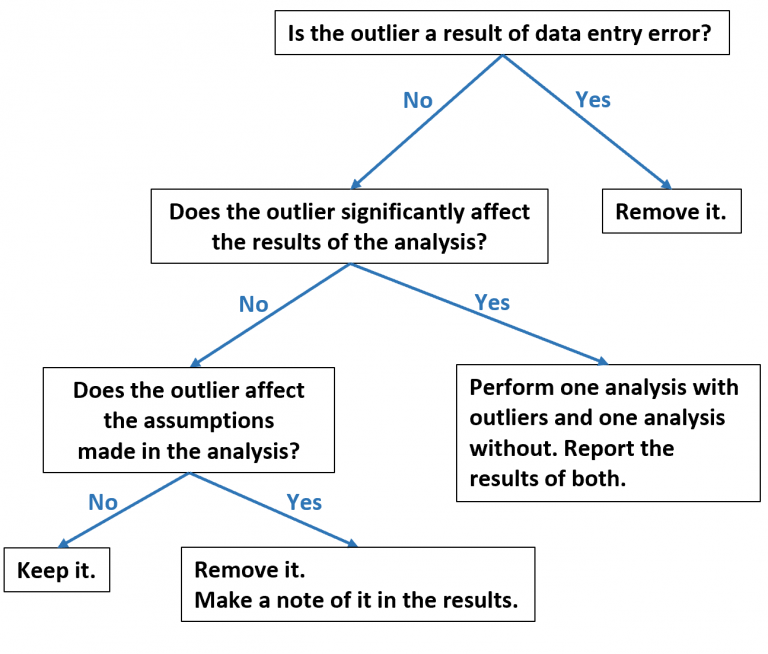 Is the outlier a result of data entry error?
No
Yes
Does the outlier significantly affect
the results of the analysis?
Remove it.
No
Yes
Does the outlier affect
the assumptions
made in the analysis?
Perform one analysis with
outliers and one analysis
without. Report the
results of both.
No
Yes
Keep it.
Remove it.
Make a note of it in the results.